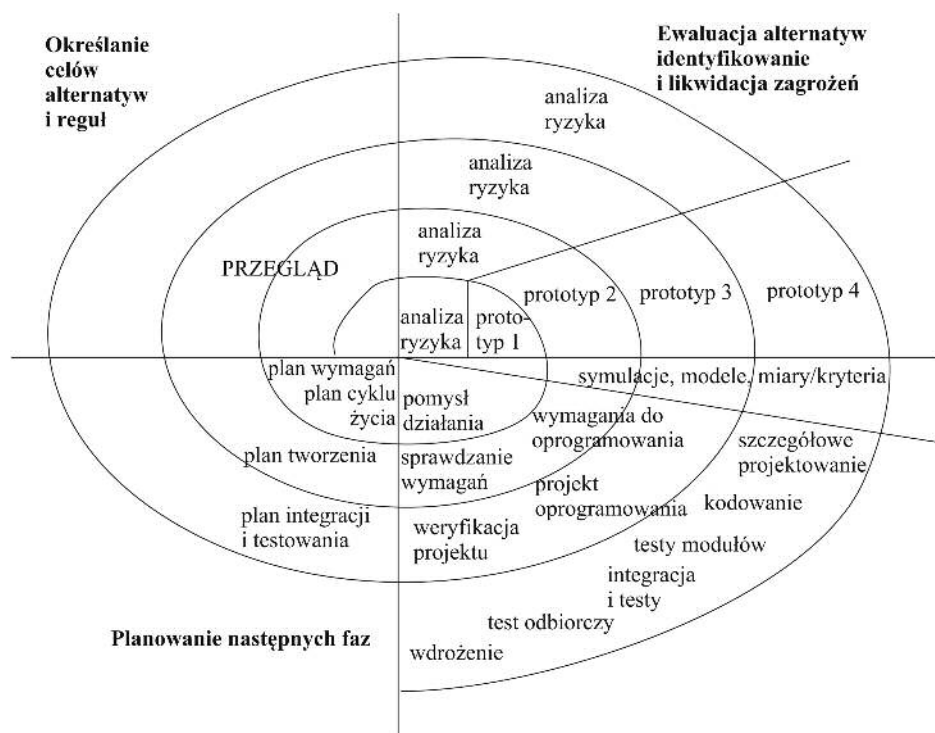 Określanie
celów
alternatyw
i reguł
Ewaluacja alternatyw
identyfikowanie
i likwidacja zagrożeń
analiza
ryzyka
analiza
ryzyka
analiza
ryzyka
PRZEGLĄD
analiza
ryzyka
proto-
typ 1
prototyp 2
prototyp 3
prototyp 4
plan wymagań
plan cyklu
życia
pomysł
działania
symulacje, modele, miary/kryteria
wymagania do
oprogramowania
szczegółowe
projektowanie
plan tworzenia
sprawdzanie
wymagań
projekt
oprogramowania
kodowanie
plan integracji
i testowania
weryfikacja
projektu
testy modułów
integracja
i testy
test odbiorczy
wdrożenie
Planowanie następnych faz